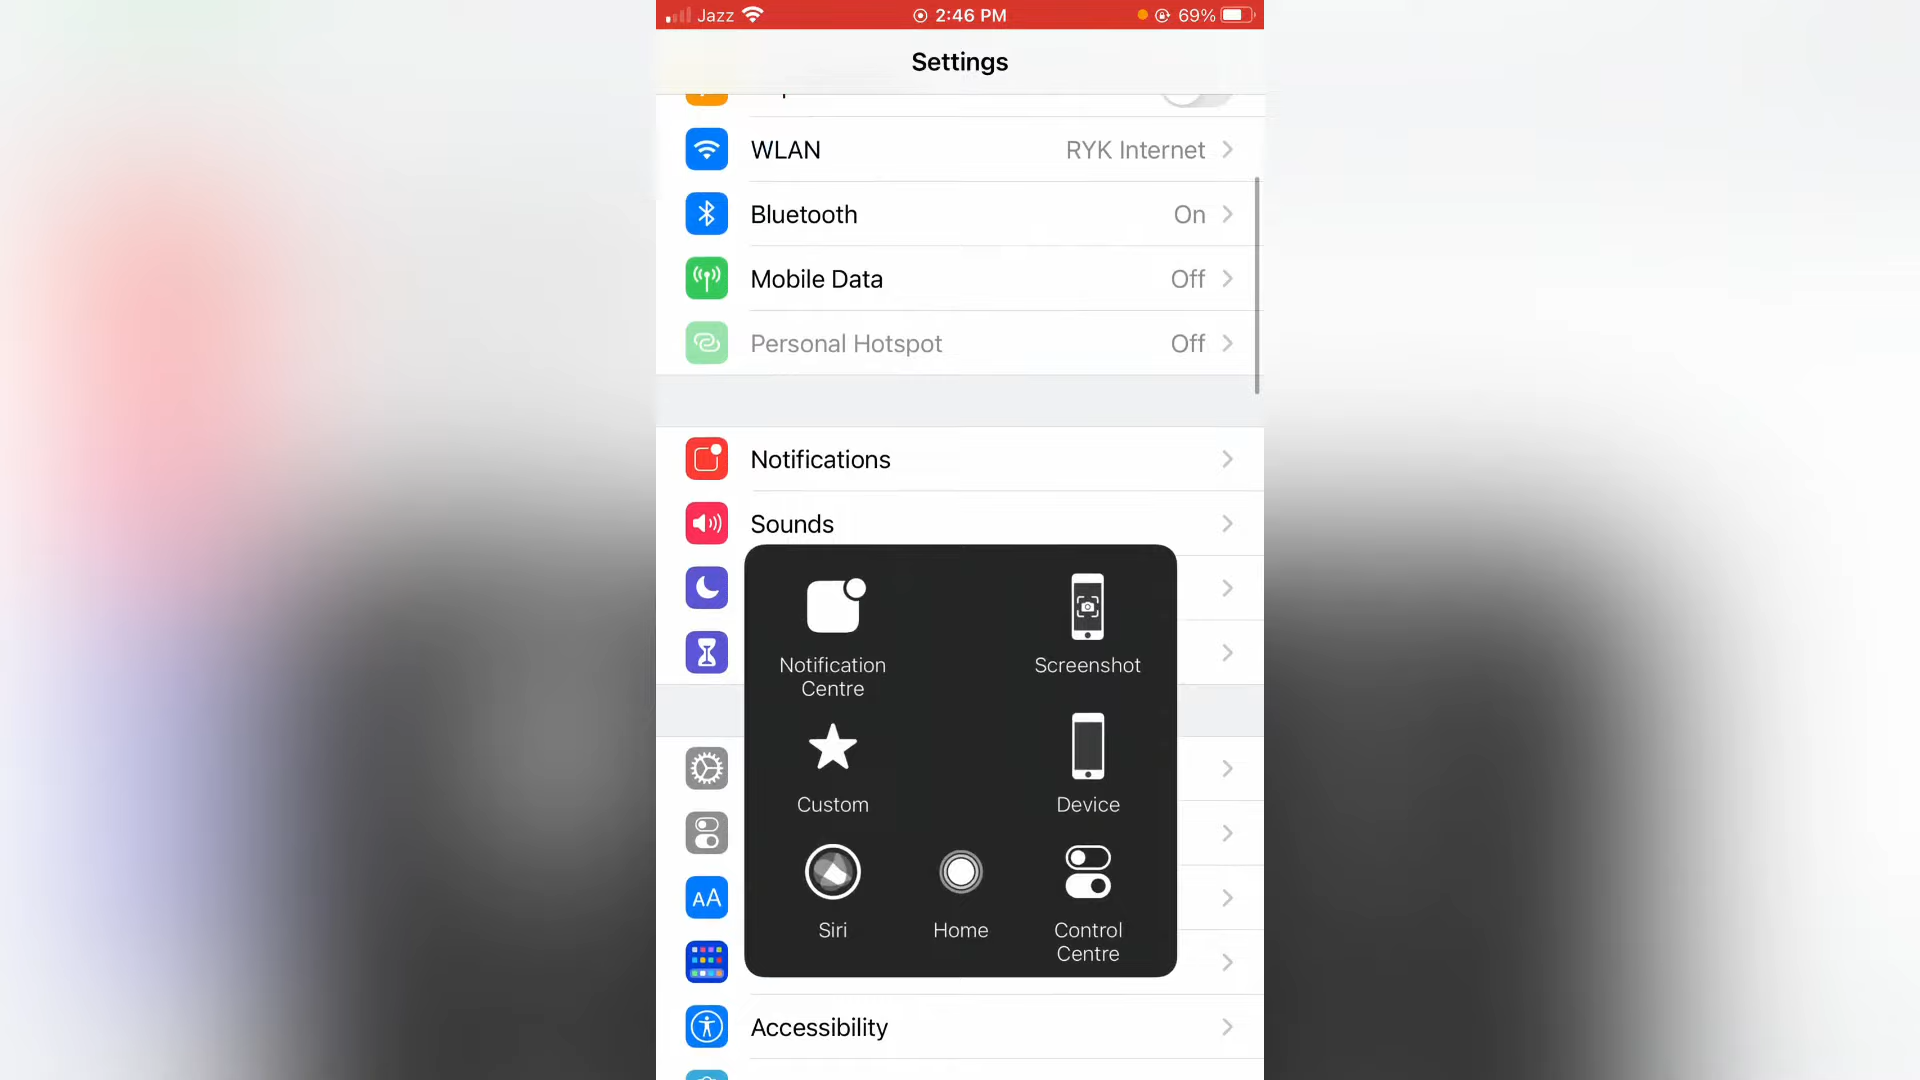 Jazz 2:46 PM 69%
Settings
WLAN RYK Internet
Bluetooth On
Mobile Data Off
Personal Hotspot Off
Notifications
Sounds
Notification
Centre
Screenshot
Custom
Device
Siri
Home
Control
Centre
AA
Accessibility